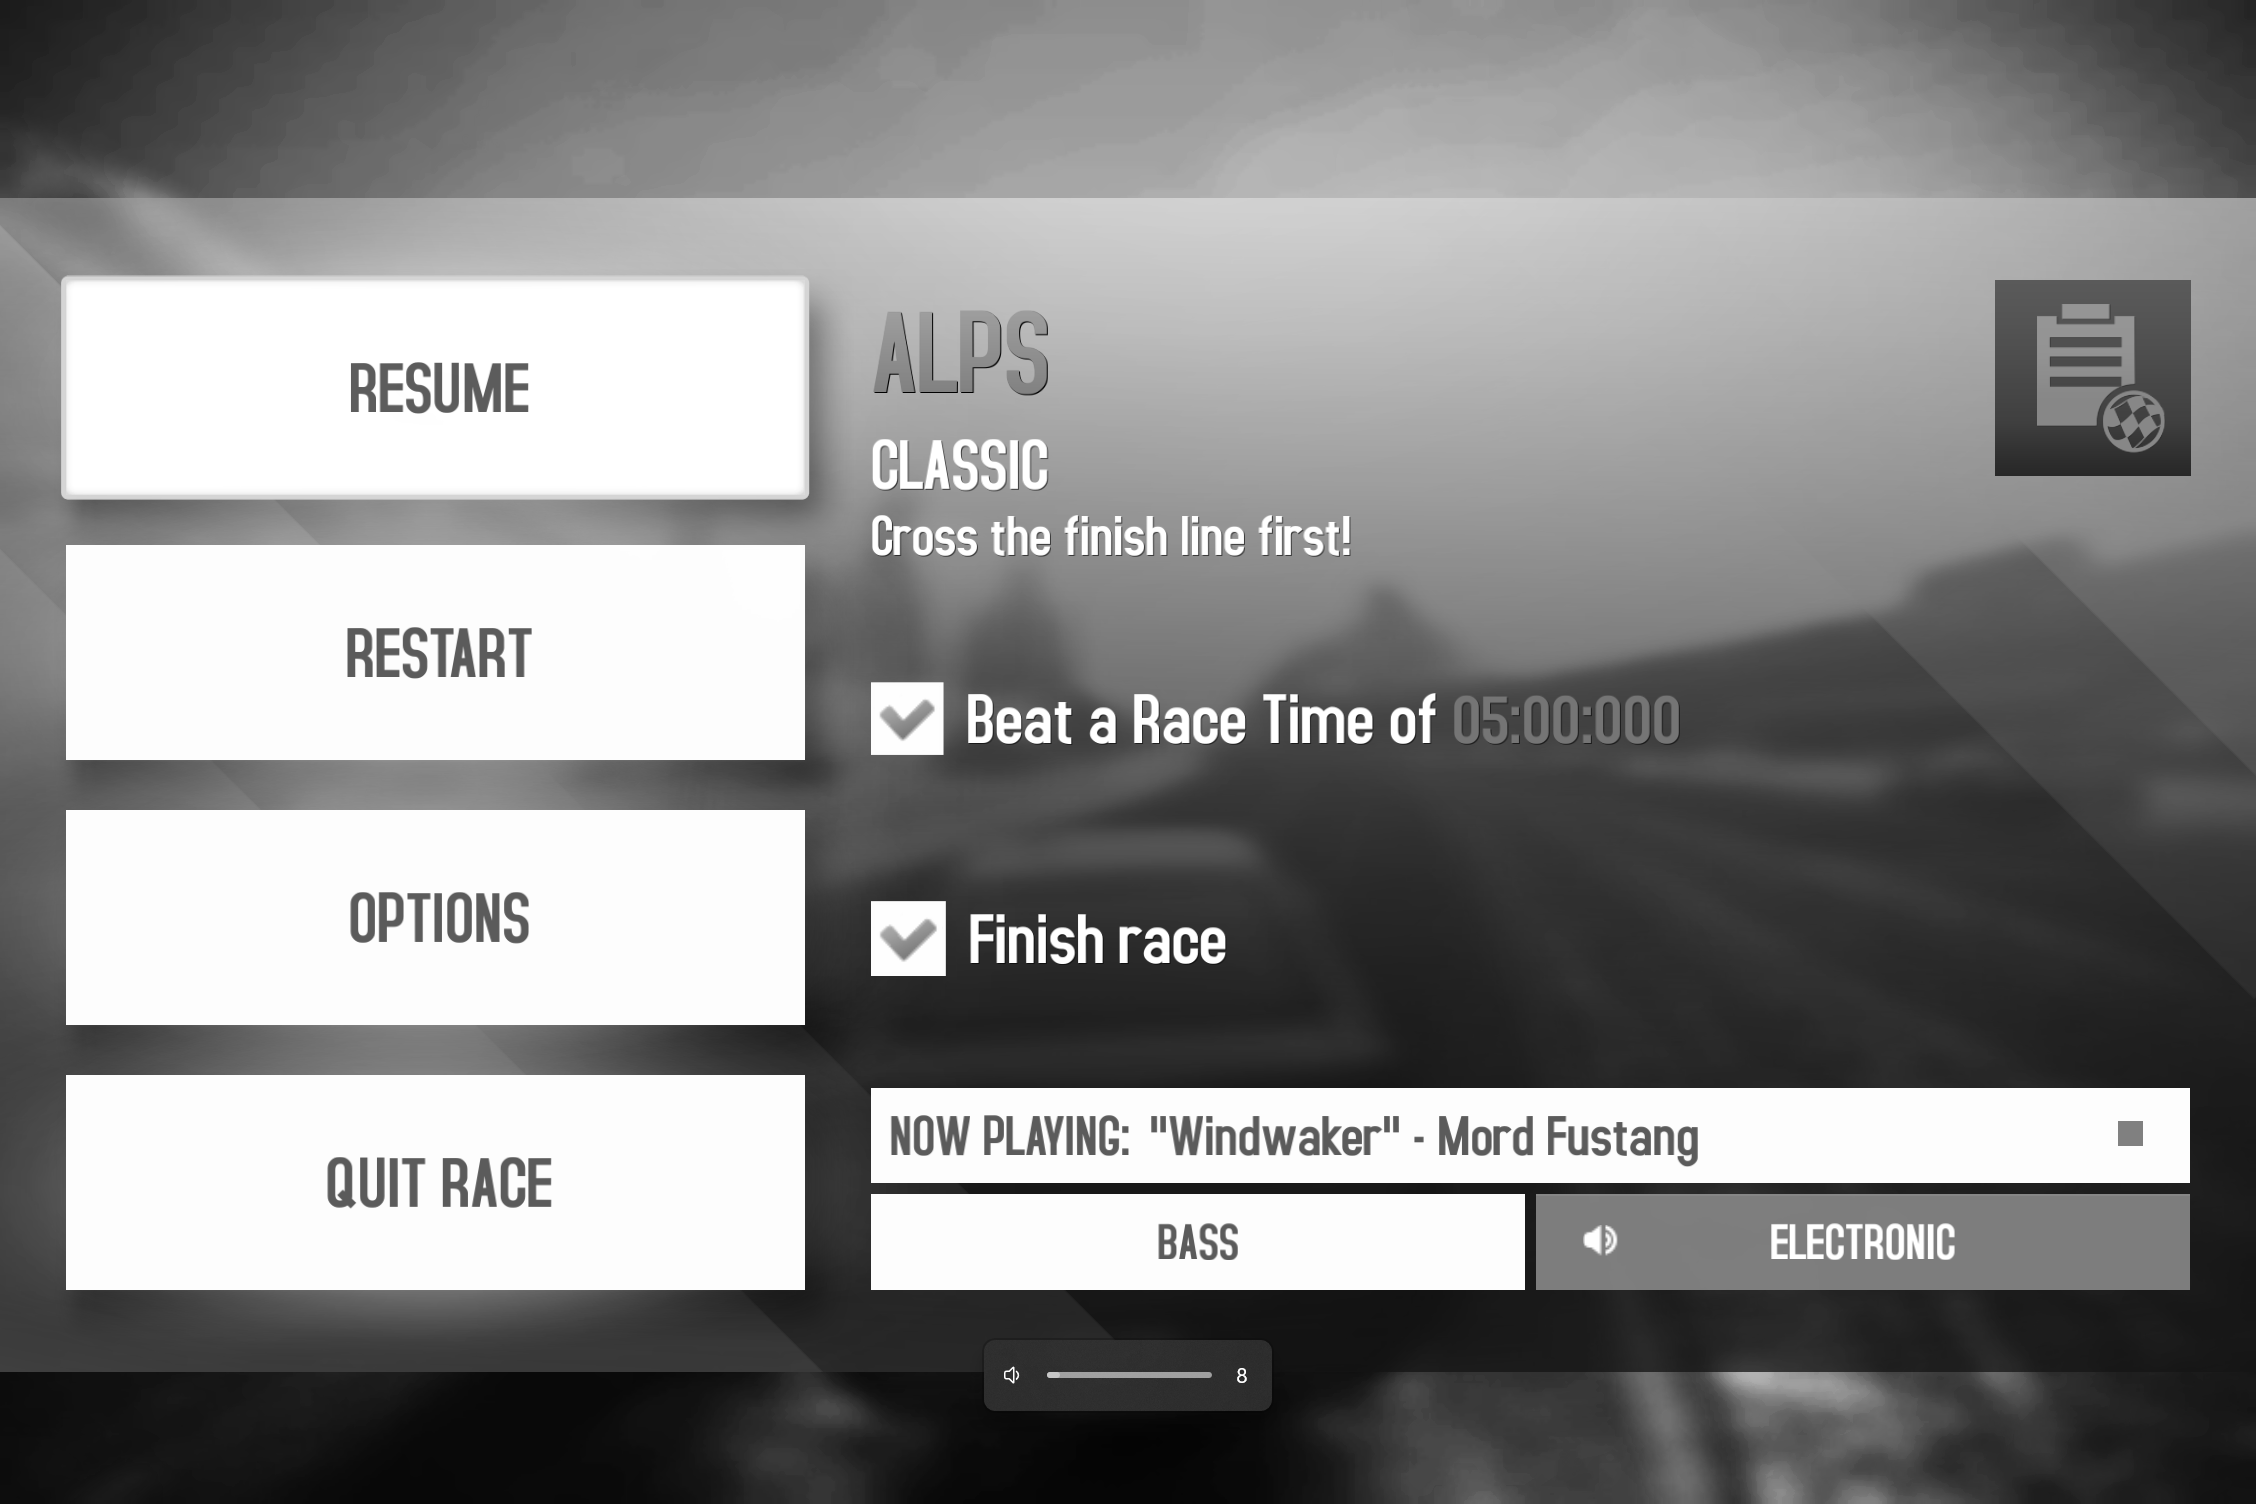 RESUME
RESTART
OPTIONS
QUIT RACE
ALPS
CLASSIC
Cross the finish line first!
Beat a Race Time of 05:00:000
Finish race
NOW PLAYING: "Windwaker" - Mord Fustang
BASS
ELECTRONIC
8